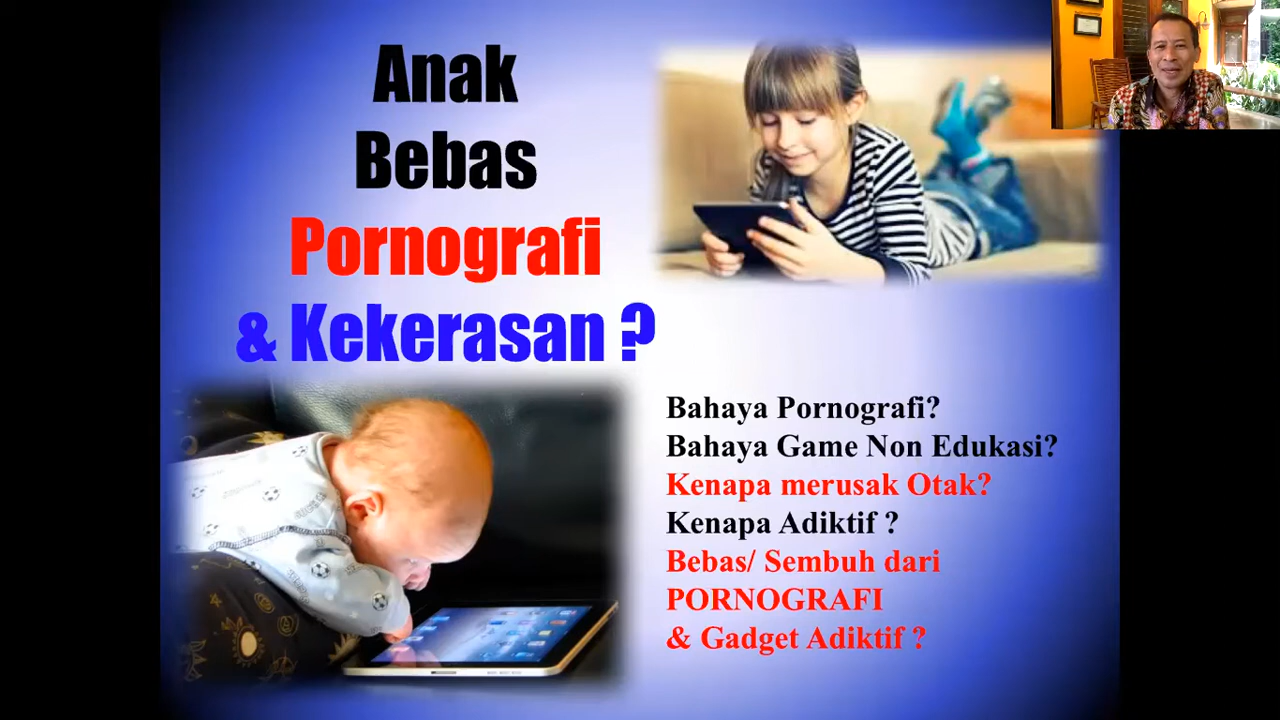 Anak
Bebas
Pornografi
& Kekerasan ?
Bahaya Pornografi?
Bahaya Game Non Edukasi?
Kenapa merusak Otak?
Kenapa Adiktif ?
Bebas/ Sembuh dari
PORNOGRAFI
& Gadget Adiktif ?